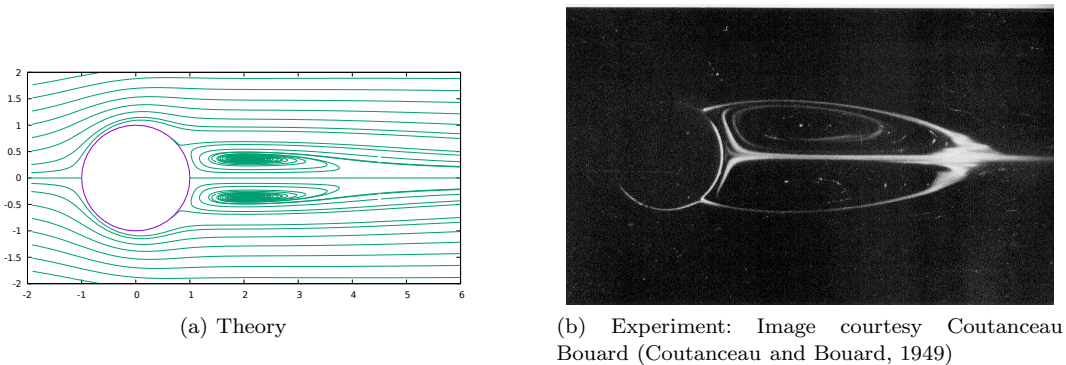 2
1.5
1
0.5
0
-0.5
-1
-1.5
-2
-2 -1 0 1 2 3 4 5 6
(a) Theory
(b) Experiment: Image courtesy Coutanceau
Bouard (Coutanceau and Bouard, 1949)